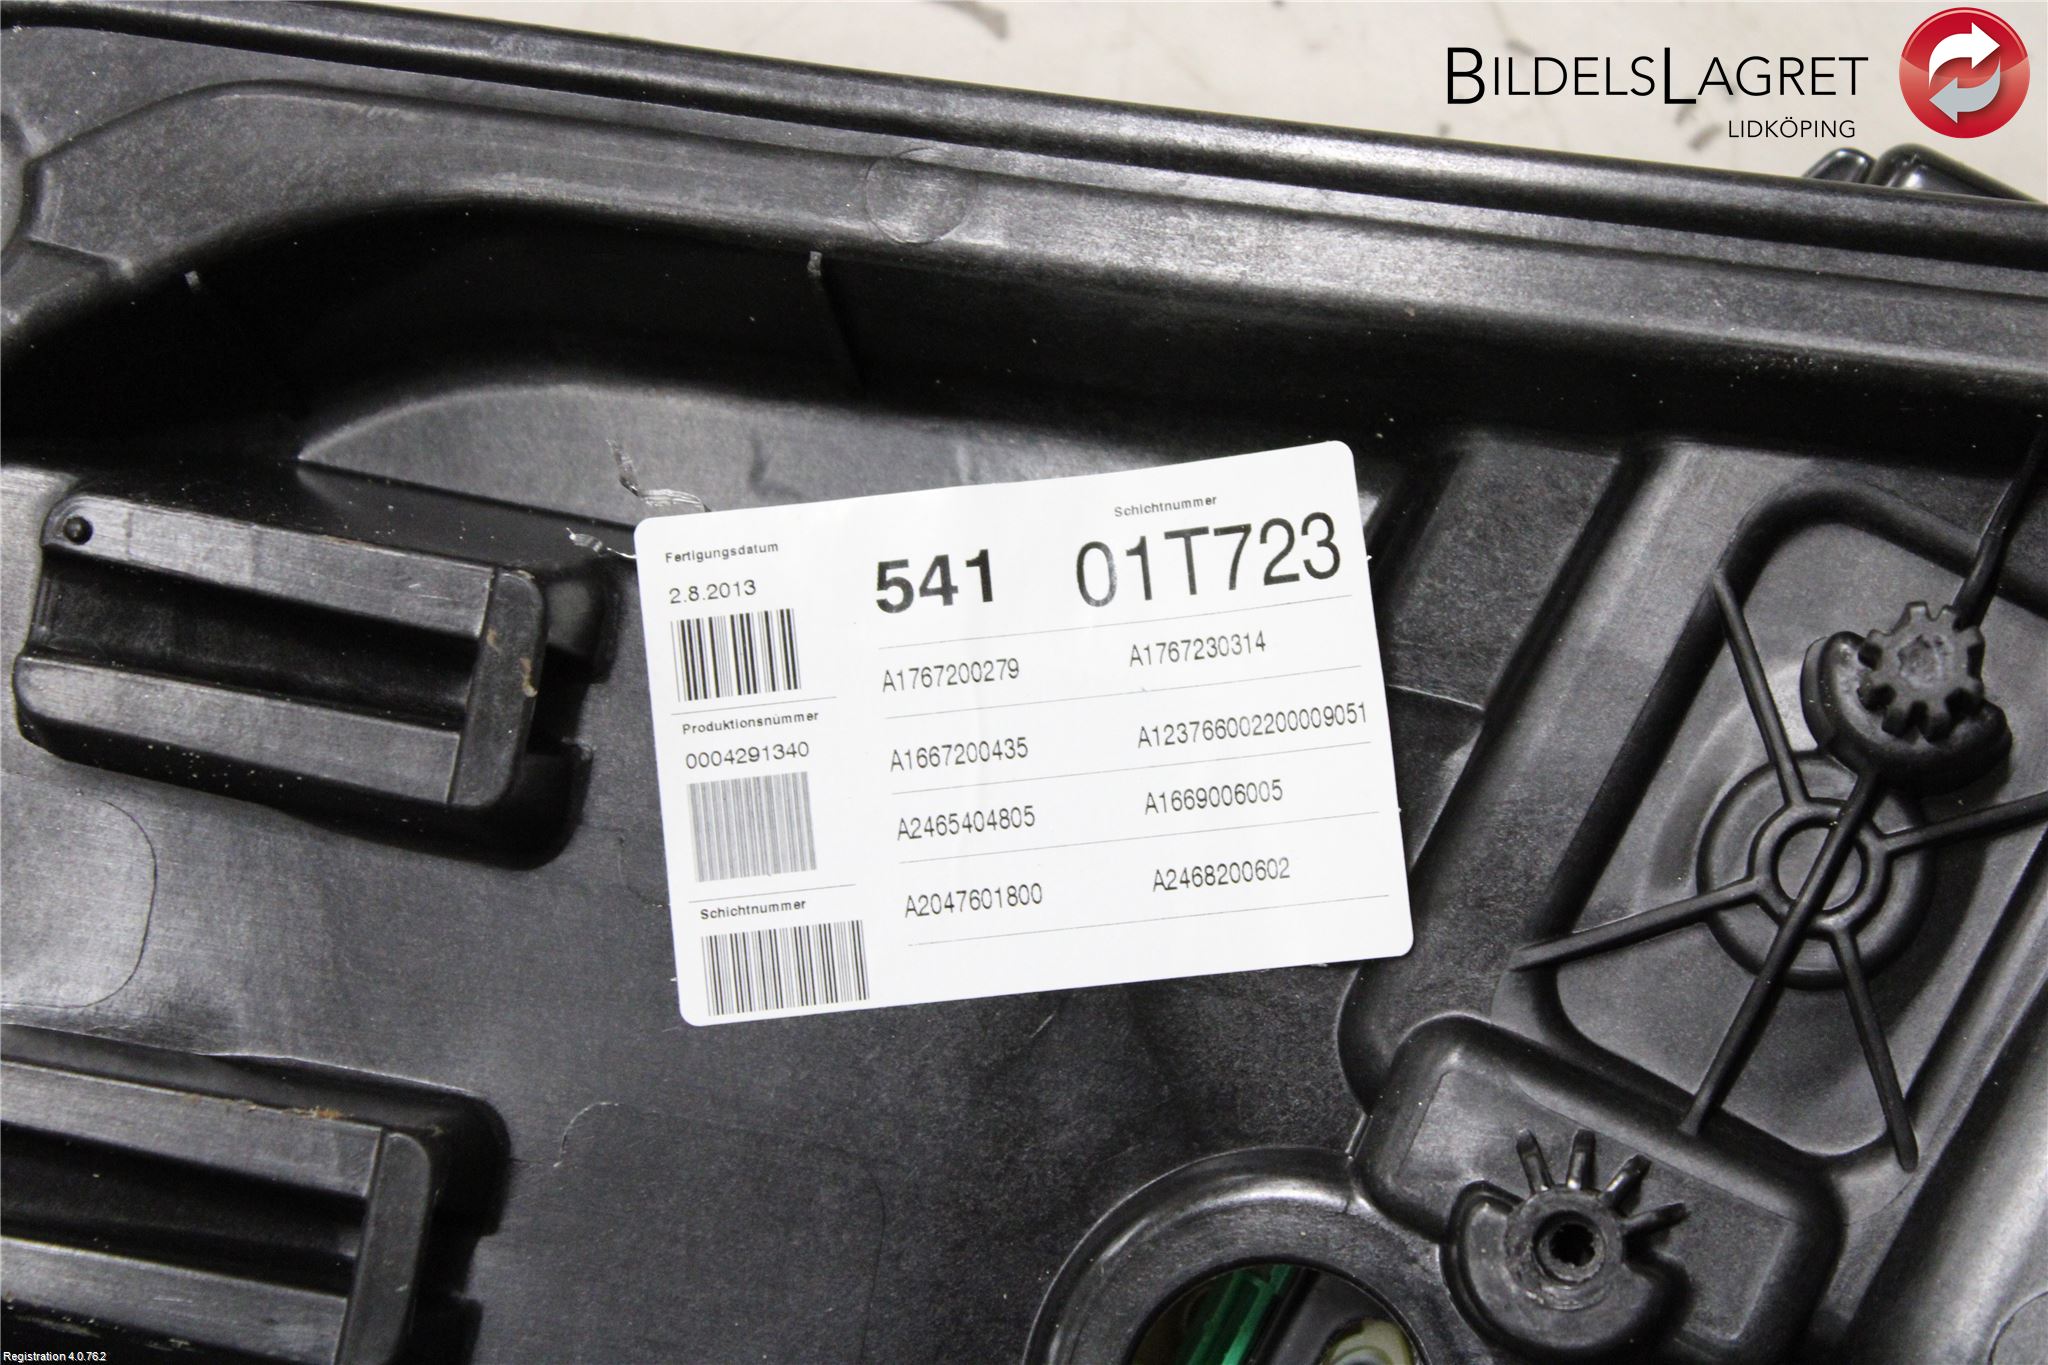 BILDELSLAGRET
LIDKÖPING
Schichtnummer
Fertigungsdatum
541 01T723
2.8.2013
A1767200279 A1767230314
Produktionsnummer
0004291340
A1667200435 A12376600220009051
A2465404805 A1669006005
Schichtnummer
A2047601800 A2468200602
Registration 4.0.76.2